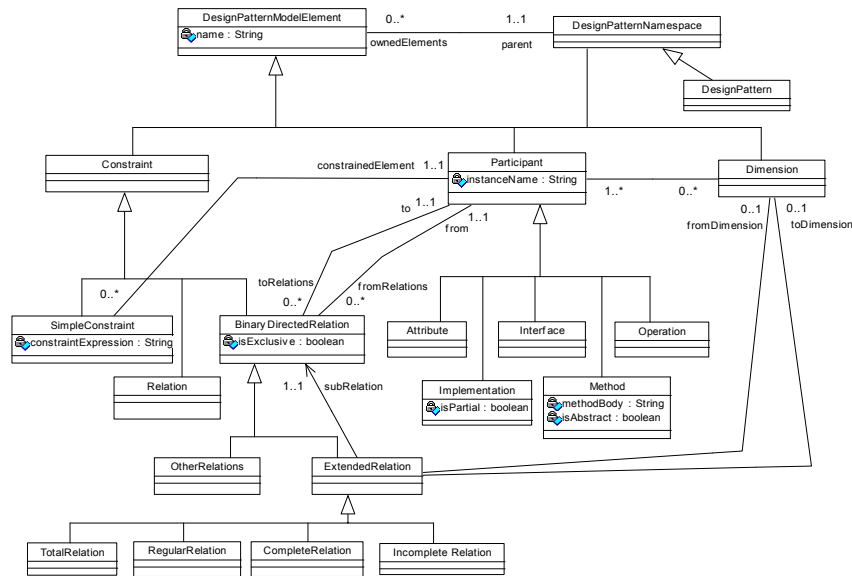 DesignPatternModelElement
name : String
0..*
ownedElements
1..1
parent
DesignPatternNamespace
DesignPattern
Constraint
constrainedElement 1..1
Participant
instanceName : String
1..*
0..*
Dimension
to 1..1
1..1
from
0..1
fromDimension
0..1
toDimension
toRelations
0..*
fromRelations
0..*
0..*
SimpleConstraint
constraintExpression : String
BinaryDirectedRelation
isExclusive : boolean
Attribute
Interface
Operation
Relation
1..1
subRelation
Implementation
isPartial : boolean
Method
methodBody : String
isAbstract : boolean
OtherRelations
ExtendedRelation
TotalRelation
RegularRelation
CompleteRelation
Incomplete Relation